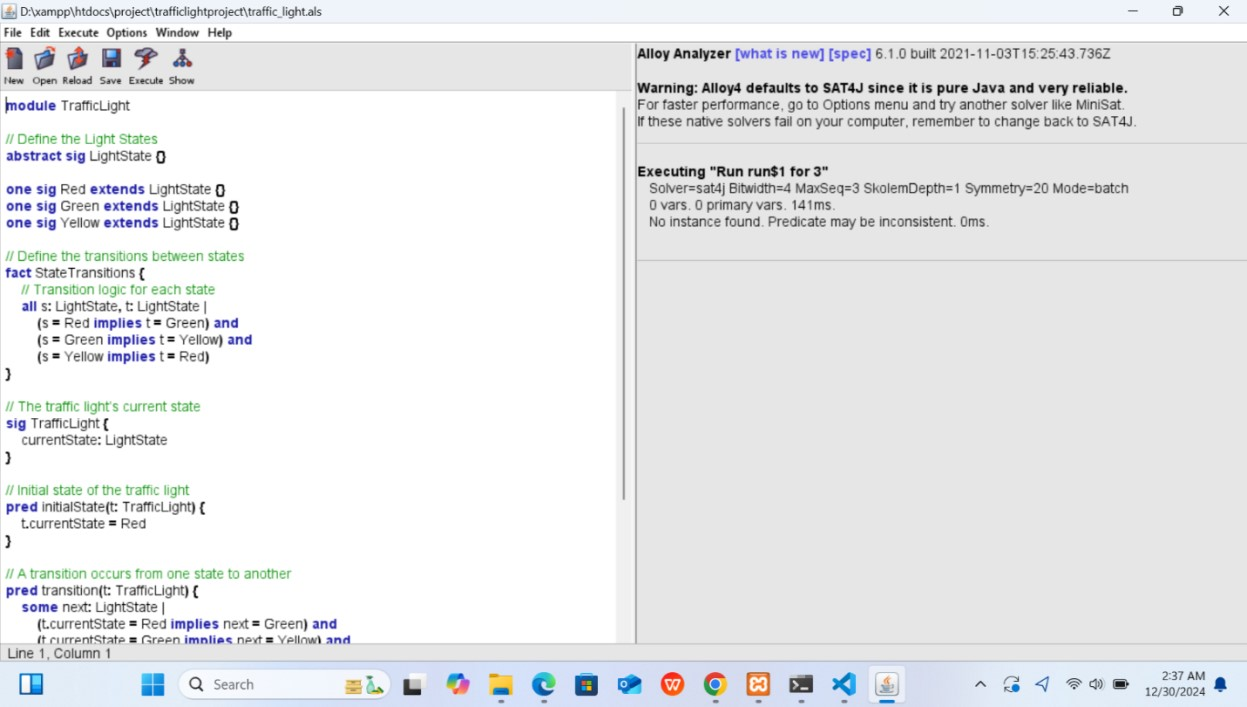 D:\xampp\htdocs\project\trafficlightproject\traffic_light.als
File Edit Execute Options Window Help
New Open Reload Save Execute Show
module TrafficLight
// Define the Light States
abstract sig LightState {}
one sig Red extends LightState {}
one sig Green extends LightState {}
one sig Yellow extends LightState {}
// Define the transitions between states
fact StateTransitions {
// Transition logic for each state
all s: LightState, t: LightState |
(s = Red implies t = Green) and
(s = Green implies t = Yellow) and
(s = Yellow implies t = Red)
}
// The traffic light's current state
sig TrafficLight {
currentState: LightState
}
// Initial state of the traffic light
pred initialState(t: TrafficLight) {
t.currentState = Red
}
// A transition occurs from one state to another
pred transition(t: TrafficLight) {
some next: LightState |
(t.currentState = Red implies next = Green) and
(t.currentState = Green implies next = Yellow) and
Line 1, Column 1
Alloy Analyzer [what is new] [spec] 6.1.0 built 2021-11-03T15:25:43.736Z
Warning: Alloy4 defaults to SAT4J since it is pure Java and very reliable.
For faster performance, go to Options menu and try another solver like MiniSat.
If these native solvers fail on your computer, remember to change back to SAT4J.
Executing "Run run$1 for 3"
Solver=sat4j Bitwidth=4 MaxSeq=3 SkolemDepth=1 Symmetry=20 Mode=batch
0 vars. 0 primary vars. 141ms.
No instance found. Predicate may be inconsistent. 0ms.
Search
2:37 AM
12/30/2024